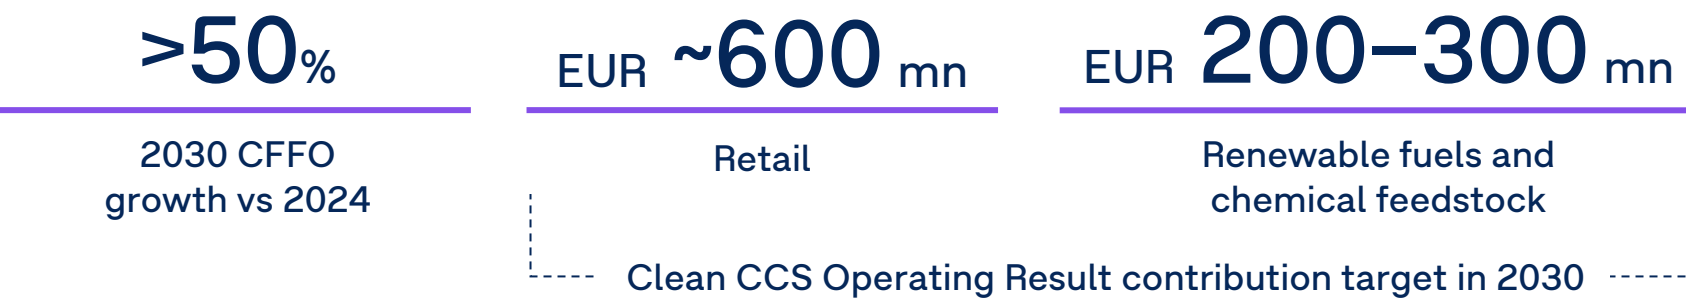 >50%
2030 CFFO
growth vs 2024
EUR ~600 mn
Retail
EUR 200–300 mn
Renewable fuels and
chemical feedstock
Clean CCS Operating Result contribution target in 2030